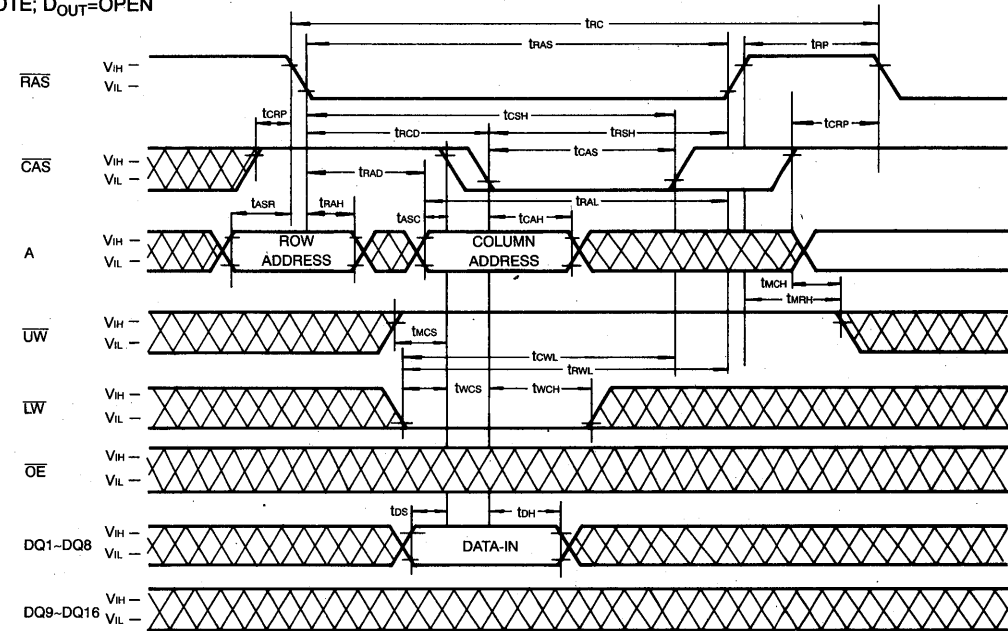 OTE; DOUT=OPEN
tRC
tRAS
tRP
RAS
VIH
VIL
tCRP
tCSH
tRCD
tRSH
tCRP
CAS
VIH
VIL
tCAS
tRAD
tRAL
tASR
tRAH
tASC
tCAH
A
VIH
VIL
ROW
ADDRESS
COLUMN
ADDRESS
tMCH
tMRH
UW
VIH
VIL
tMCS
tCWL
tRWL
tWCS
tWCH
LW
VIH
VIL
OE
VIH
VIL
tDS
tDH
DQ1~DQ8
VIH
VIL
DATA-IN
DQ9~DQ16
VIH
VIL